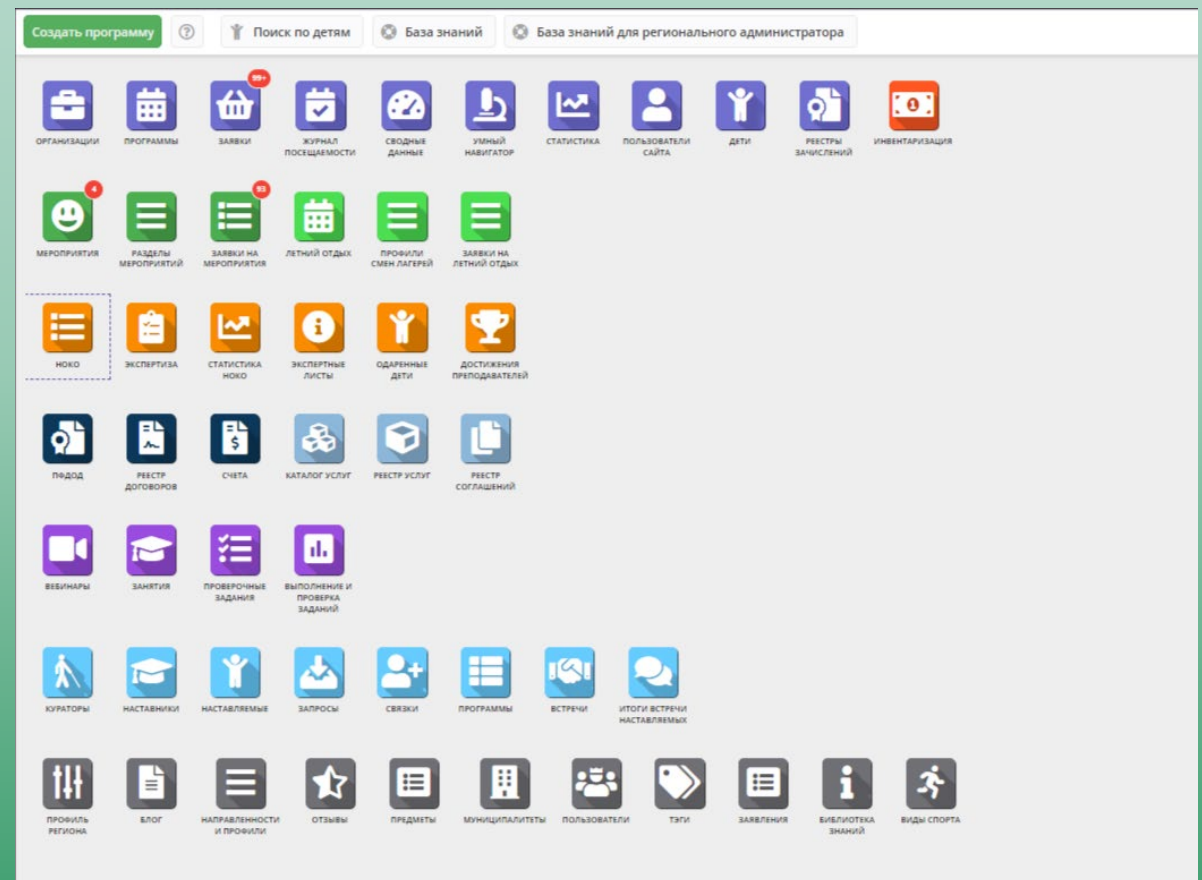 Создать программу
?
Поиск по детям
База знаний
База знаний для регионального администратора
99+
ОРГАНИЗАЦИИ
ПРОГРАММЫ
ЗАЯВКИ
ЖУРНАЛ
ПОСЕЩАЕМОСТИ
СВОДНЫЕ
ДАННЫЕ
УМНЫЙ
НАВИГАТОР
СТАТИСТИКА
ПОЛЬЗОВАТЕЛИ
САЙТА
ДЕТИ
РЕЕСТРЫ
ЗАЧИСЛЕНИЙ
1
ИНВЕНТАРИЗАЦИЯ
4
МЕРОПРИЯТИЯ
РАЗДЕЛЫ
МЕРОПРИЯТИЙ
93
ЗАЯВКИ НА
МЕРОПРИЯТИЯ
ЛЕТНИЙ ОТДЫХ
ПРОФИЛИ
СМЕН ЛАГЕРЕЙ
ЗАЯВКИ НА
ЛЕТНИЙ ОТДЫХ
НОКО
ЭКСПЕРТИЗА
СТАТИСТИКА
НОКО
ЭКСПЕРТНЫЕ
ЛИСТЫ
ОДАРЕННЫЕ
ДЕТИ
ДОСТИЖЕНИЯ
ПРЕПОДАВАТЕЛЕЙ
ПФДОД
РЕЕСТР
ДОГОВОРОВ
СЧЕТА
КАТАЛОГ УСЛУГ
РЕЕСТР УСЛУГ
РЕЕСТР
СОГЛАШЕНИЙ
ВЕБИНАРЫ
ЗАНЯТИЯ
ПРОВЕРОЧНЫЕ
ЗАДАНИЯ
ВЫПОЛНЕНИЕ И
ПРОВЕРКА
ЗАДАНИЙ
КУРАТОРЫ
НАСТАВНИКИ
НАСТАВЛЯЕМЫЕ
ЗАПРОСЫ
СВЯЗКИ
ПРОГРАММЫ
ВСТРЕЧИ
ИТОГИ ВСТРЕЧИ
НАСТАВЛЯЕМЫХ
ПРОФИЛЬ
РЕГИОНА
БЛОГ
НАПРАВЛЕННОСТИ
И ПРОФИЛИ
ОТЗЫВЫ
ПРЕДМЕТЫ
МУНИЦИПАЛИТЕТЫ
ПОЛЬЗОВАТЕЛИ
ТЭГИ
ЗАЯВЛЕНИЯ
БИБЛИОТЕКА
ЗНАНИЙ
ВИДЫ СПОРТА